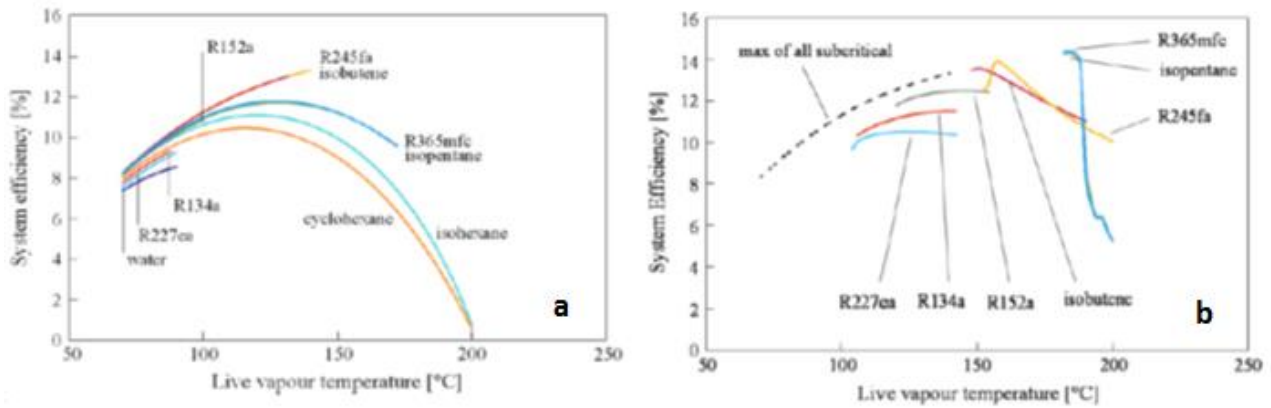 System efficiency [%]
16
14
12
10
8
6
4
2
0
50
100
150
200
250
Live vapour temperature [°C]
R152a
R245fa
isobutene
R365mfc
isopentane
R134a
R227ea
water
cyclohexane
isohexane
a
System Efficiency [%]
16
14
12
10
8
6
4
2
0
50
100
150
200
250
Live vapour temperature [°C]
max of all subcritical
R365mfc
isopentane
R245fa
R227ea
R134a
R152a
isobutene
b